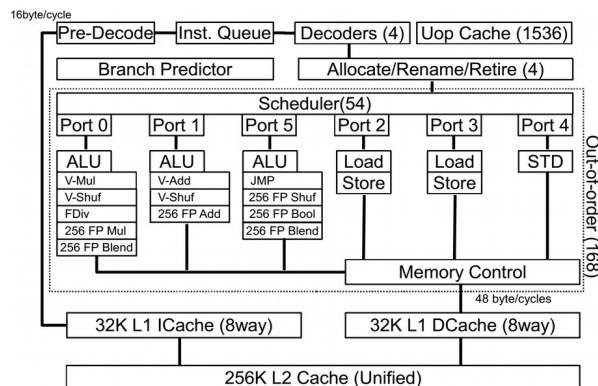 16byte/cycle
Pre-Decode
Inst. Queue
Decoders (4)
Uop Cache (1536)
Branch Predictor
Allocate/Rename/Retire (4)
Scheduler(54)
Port 0
Port 1
Port 5
Port 2
Port 3
Port 4
ALU
V-Mul
V-Shuf
FDiv
256 FP Mul
256 FP Blend
ALU
V-Add
V-Shuf
256 FP Add
ALU
JMP
256 FP Shuf
256 FP Bool
256 FP Blend
Load
Store
Load
Store
STD
Out-of-order (168)
Memory Control
48 byte/cycles
32K L1 ICache (8way)
32K L1 DCache (8way)
256K L2 Cache (Unified)